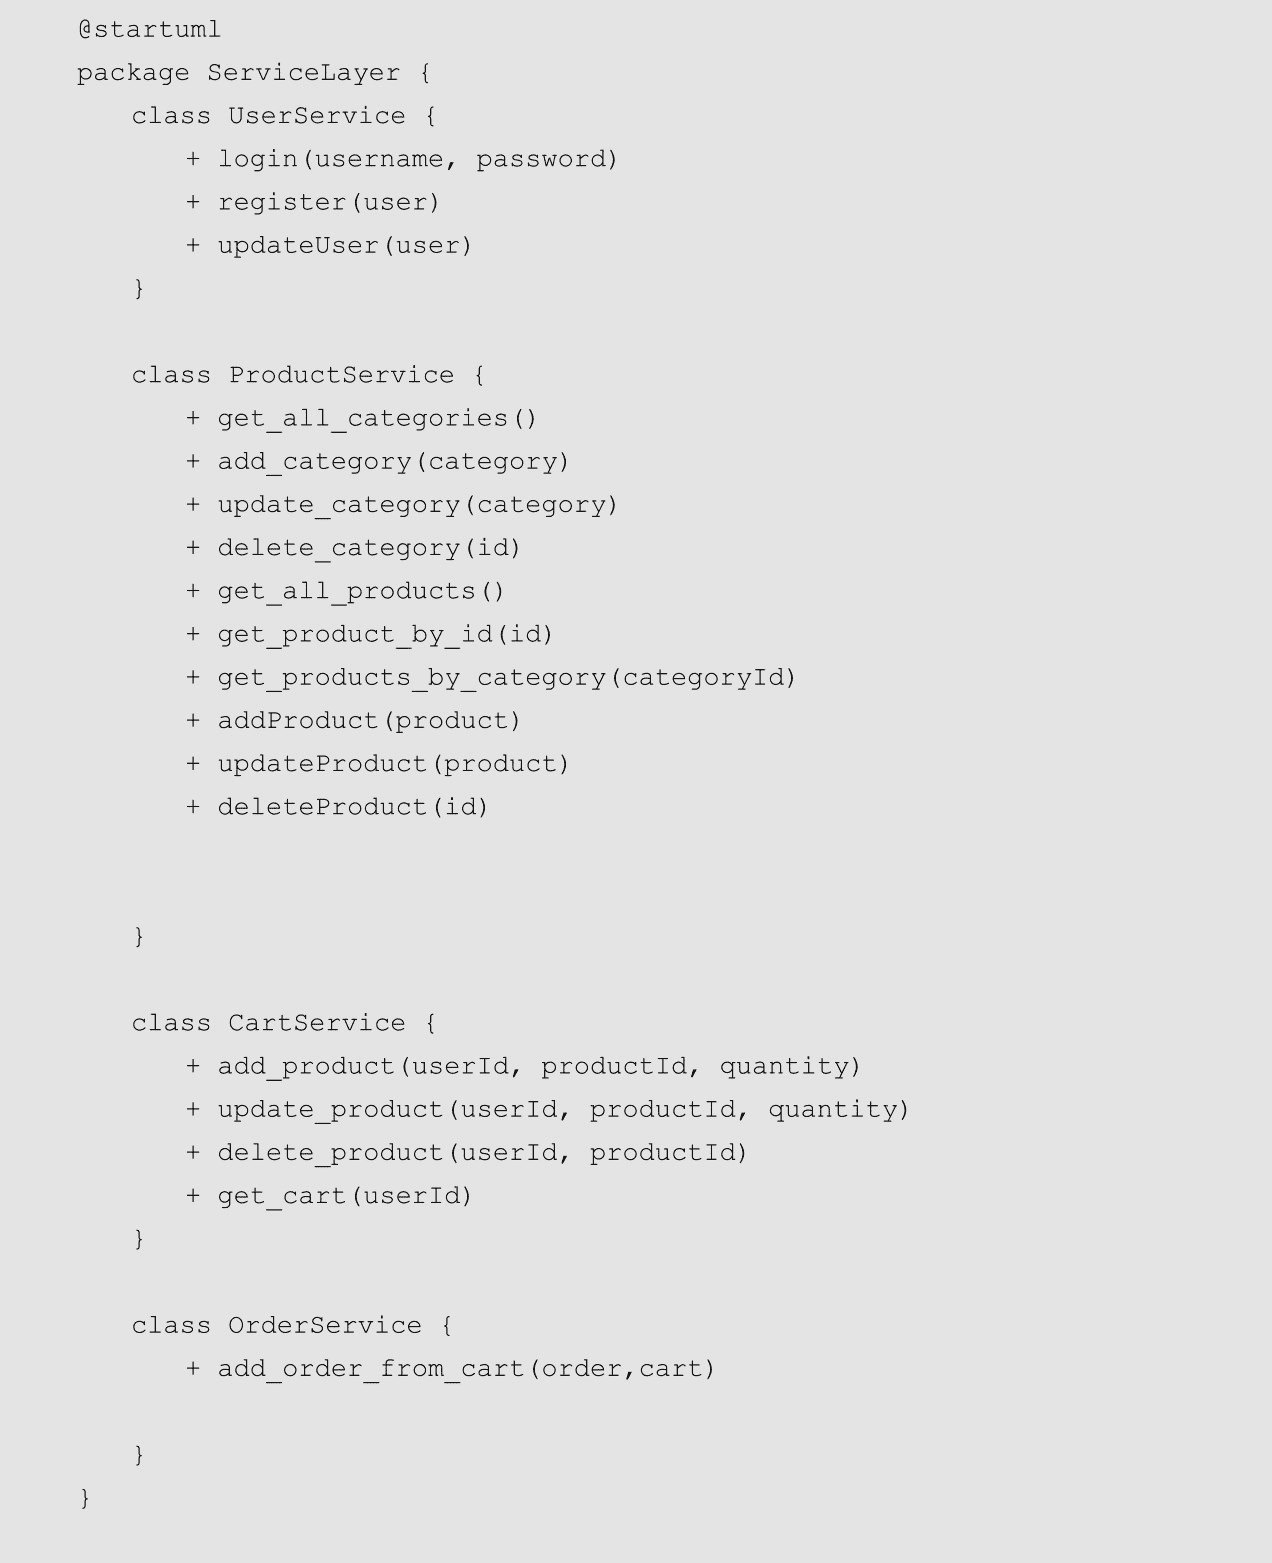 @startuml
package ServiceLayer {
class UserService {
+ login(username, password)
+ register(user)
+ updateUser(user)
}
class ProductService {
+ get_all_categories()
+ add_category(category)
+ update_category(category)
+ delete_category(id)
+ get_all_products()
+ get_product_by_id(id)
+ get_products_by_category(categoryId)
+ addProduct(product)
+ updateProduct(product)
+ deleteProduct(id)
}
class CartService {
+ add_product(userId, productId, quantity)
+ update_product(userId, productId, quantity)
+ delete_product(userId, productId)
+ get_cart(userId)
}
class OrderService {
+ add_order_from_cart(order,cart)
}
}